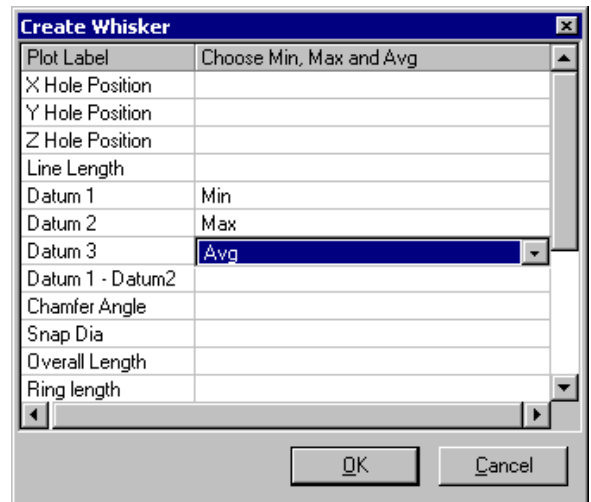 Create Whisker
Plot Label Choose Min, Max and Avg
X Hole Position
Y Hole Position
Z Hole Position
Line Length
Datum 1 Min
Datum 2 Max
Datum 3 Avg
Datum 1 - Datum2
Chamfer Angle
Snap Dia
Overall Length
Ring length
OK Cancel